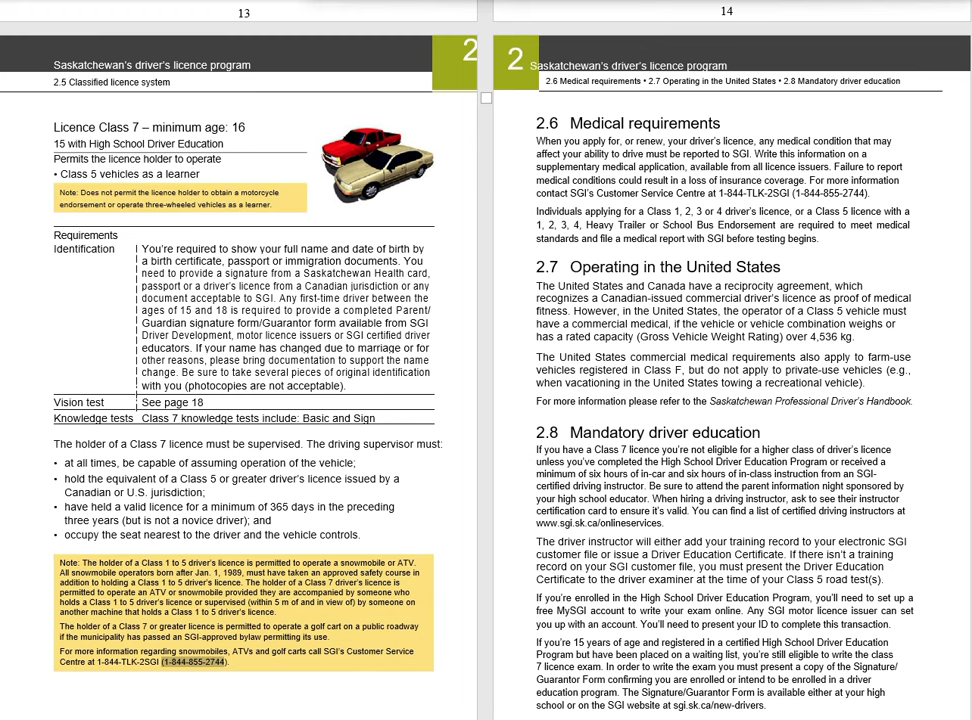 13
2
Saskatchewan's driver's licence program
2.5 Classified licence system
Licence Class 7 – minimum age: 16
15 with High School Driver Education
Permits the licence holder to operate
• Class 5 vehicles as a learner
Note: Does not permit the licence holder to obtain a motorcycle
endorsement or operate three-wheeled vehicles as a learner.
Requirements
Identification You're required to show your full name and date of birth by
a birth certificate, passport or immigration documents. You
need to provide a signature from a Saskatchewan Health card,
passport or a driver's licence from a Canadian jurisdiction or any
document acceptable to SGI. Any first-time driver between the
ages of 15 and 18 is required to provide a completed Parent/
Guardian signature form/Guarantor form available from SGI
Driver Development, motor licence issuers or SGI certified driver
educators. If your name has changed due to marriage or for
other reasons, please bring documentation to support the name
change. Be sure to take several pieces of original identification
with you (photocopies are not acceptable).
Vision test See page 18
Knowledge tests Class 7 knowledge tests include: Basic and Sign
The holder of a Class 7 licence must be supervised. The driving supervisor must:
• at all times, be capable of assuming operation of the vehicle;
• hold the equivalent of a Class 5 or greater driver's licence issued by a
Canadian or U.S. jurisdiction;
• have held a valid licence for a minimum of 365 days in the preceding
three years (but is not a novice driver); and
• occupy the seat nearest to the driver and the vehicle controls.
Note: The holder of a Class 1 to 5 driver's licence is permitted to operate a snowmobile or ATV.
All snowmobile operators born after Jan. 1, 1989, must have taken an approved safety course in
addition to holding a Class 1 to 5 driver's licence. The holder of a Class 7 driver's licence is
permitted to operate an ATV or snowmobile provided they are accompanied by someone who
holds a Class 1 to 5 driver's licence or supervised (within 5 m of and in view of) by someone on
another machine that holds a Class 1 to 5 driver's licence.
The holder of a Class 7 or greater licence is permitted to operate a golf cart on a public roadway
if the municipality has passed an SGI-approved bylaw permitting its use.
For more information regarding snowmobiles, ATVs and golf carts call SGI's Customer Service
Centre at 1-844-TLK-2SGI (1-844-855-2744).
14
2 Saskatchewan's driver's licence program
2.6 Medical requirements • 2.7 Operating in the United States • 2.8 Mandatory driver education
2.6 Medical requirements
When you apply for, or renew, your driver's licence, any medical condition that may
affect your ability to drive must be reported to SGI. Write this information on a
supplementary medical application, available from all licence issuers. Failure to report
medical conditions could result in a loss of insurance coverage. For more information
contact SGI's Customer Service Centre at 1-844-TLK-2SGI (1-844-855-2744).
Individuals applying for a Class 1, 2, 3 or 4 driver's licence, or a Class 5 licence with a
1, 2, 3, 4, Heavy Trailer or School Bus Endorsement are required to meet medical
standards and file a medical report with SGI before testing begins.
2.7 Operating in the United States
The United States and Canada have a reciprocity agreement, which
recognizes a Canadian-issued commercial driver's licence as proof of medical
fitness. However, in the United States, the operator of a Class 5 vehicle must
have a commercial medical, if the vehicle or vehicle combination weighs or
has a rated capacity (Gross Vehicle Weight Rating) over 4,536 kg.
The United States commercial medical requirements also apply to farm-use
vehicles registered in Class F, but do not apply to private-use vehicles (e.g.,
when vacationing in the United States towing a recreational vehicle).
For more information please refer to the Saskatchewan Professional Driver's Handbook.
2.8 Mandatory driver education
If you have a Class 7 licence you're not eligible for a higher class of driver's licence
unless you've completed the High School Driver Education Program or received a
minimum of six hours of in-car and six hours of in-class instruction from an SGI-
certified driving instructor. Be sure to attend the parent information night sponsored by
your high school educator. When hiring a driving instructor, ask to see their instructor
certification card to ensure it's valid. You can find a list of certified driving instructors at
www.sgi.sk.ca/onlineservices.
The driver instructor will either add your training record to your electronic SGI
customer file or issue a Driver Education Certificate. If there isn't a training
record on your SGI customer file, you must present the Driver Education
Certificate to the driver examiner at the time of your Class 5 road test(s).
If you're enrolled in the High School Driver Education Program, you'll need to set up a
free MySGI account to write your exam online. Any SGI motor licence issuer can set
you up with an account. You'll need to present your ID to complete this transaction.
If you're 15 years of age and registered in a certified High School Driver Education
Program but have been placed on a waiting list, you're still eligible to write the class
7 licence exam. In order to write the exam you must present a copy of the Signature/
Guarantor Form confirming you are enrolled or intend to be enrolled in a driver
education program. The Signature/Guarantor Form is available either at your high
school or on the SGI website at sgi.sk.ca/new-drivers.